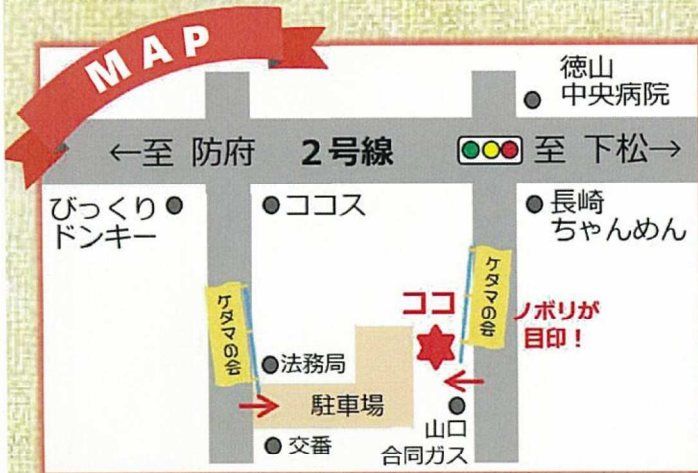 MAP
徳山
中央病院
←至 防府
2号線
至 下松→
びっくり
ドンキー
ココス
長崎
ちゃんめん
ケタマの会
ケタマの会
ココ
ノボリが
目印！
法務局
駐車場
交番
山口
合同ガス